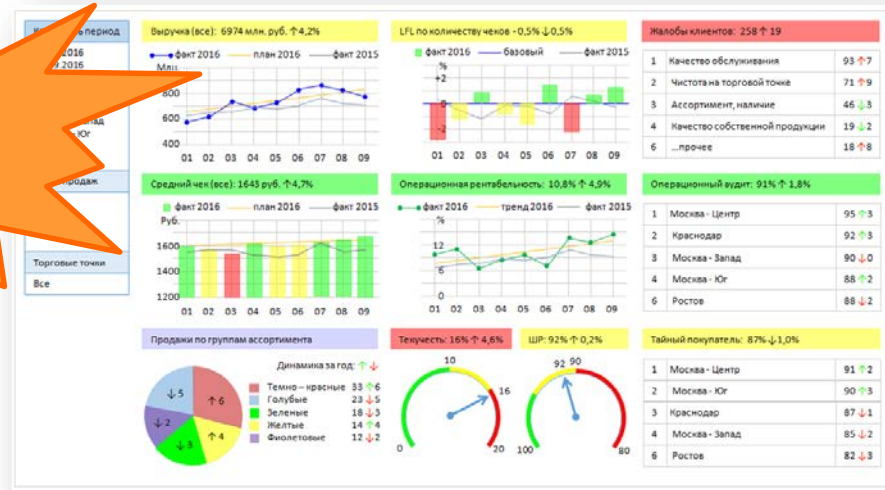 период
2016
2016
Запад
Юг
продаж
Торговые точки
Все
Выручка (все): 6974 млн. руб. ↑4,2%
факт 2016 план 2016 факт 2015
Млн.
800
600
400
01 02 03 04 05 06 07 08 09
LFL по количеству чеков -0,5% ↓0,5%
факт 2016 базовый факт 2015
%
+2
0
-2
01 02 03 04 05 06 07 08 09
Жалобы клиентов: 258 ↑ 19
1 Качество обслуживания 93 ↑7
2 Чистота на торговой точке 71 ↑9
3 Ассортимент, наличие 46 ↓3
4 Качество собственной продукции 19 ↓2
6 ...прочее 18 ↑8
Средний чек (все): 1643 руб. ↑4,7%
факт 2016 план 2016 факт 2015
Руб.
1600
1400
1200
01 02 03 04 05 06 07 08 09
Операционная рентабельность: 10,8% ↑ 4,9%
факт 2016 тренд 2016 факт 2015
%
12
6
0
01 02 03 04 05 06 07 08 09
Операционный аудит: 91% ↑ 1,8%
1 Москва - Центр 95 ↑3
2 Краснодар 92 ↑3
3 Москва - Запад 90 ↓0
4 Москва - Юг 88 ↑2
6 Ростов 88 ↓2
Продажи по группам ассортимента
Динамика за год: ↑ ↓
Темно – красные 33 ↑6
Голубые 23 ↓5
Зеленые 18 ↓3
Желтые 14 ↑4
Фиолетовые 12 ↓2
↓5
↑6
↓2
↓3
↑4
Текучесть: 16% ↑ 4,6%
10
16
0
20
ШР: 92% ↑ 0,2%
92 90
100
80
Тайный покупатель: 87% ↓ 1,0%
1 Москва - Центр 91 ↑2
2 Москва - Юг 90 ↑3
3 Краснодар 87 ↓1
4 Москва - Запад 85 ↓2
6 Ростов 82 ↓3